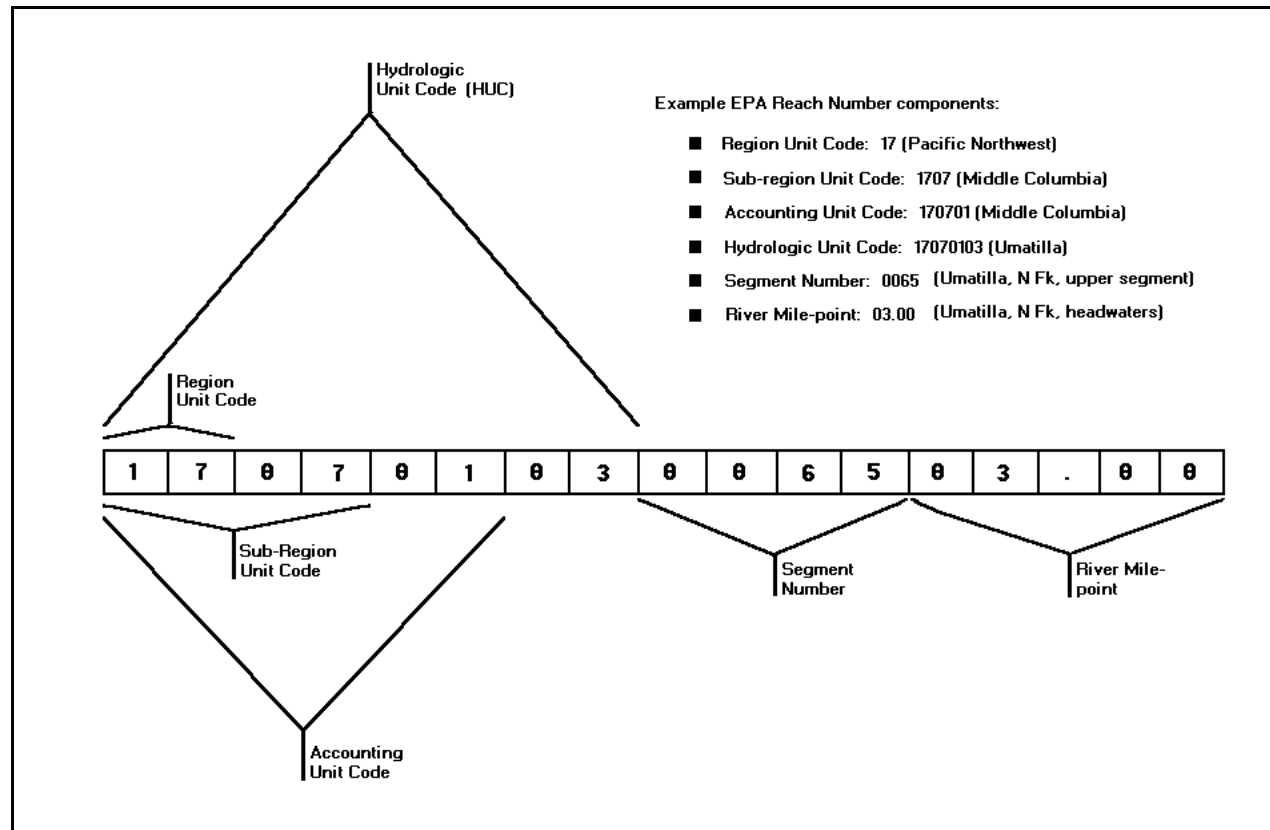 Hydrologic
Unit Code (HUC)
Example EPA Reach Number components:
■ Region Unit Code: 17 (Pacific Northwest)
■ Sub-region Unit Code: 1707 (Middle Columbia)
■ Accounting Unit Code: 170701 (Middle Columbia)
■ Hydrologic Unit Code: 17070103 (Umatilla)
■ Segment Number: 0065 (Umatilla, N Fk, upper segment)
■ River Mile-point: 03.00 (Umatilla, N Fk, headwaters)
Region
Unit Code
1 7 0 7 0 1 0 3 0 0 6 5 0 3 . 0 0
Sub-Region
Unit Code
Segment
Number
River Mile-
point
Accounting
Unit Code